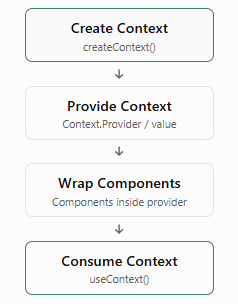 Create Context
createContext()
Provide Context
Context.Provider / value
Wrap Components
Components inside provider
Consume Context
useContext()